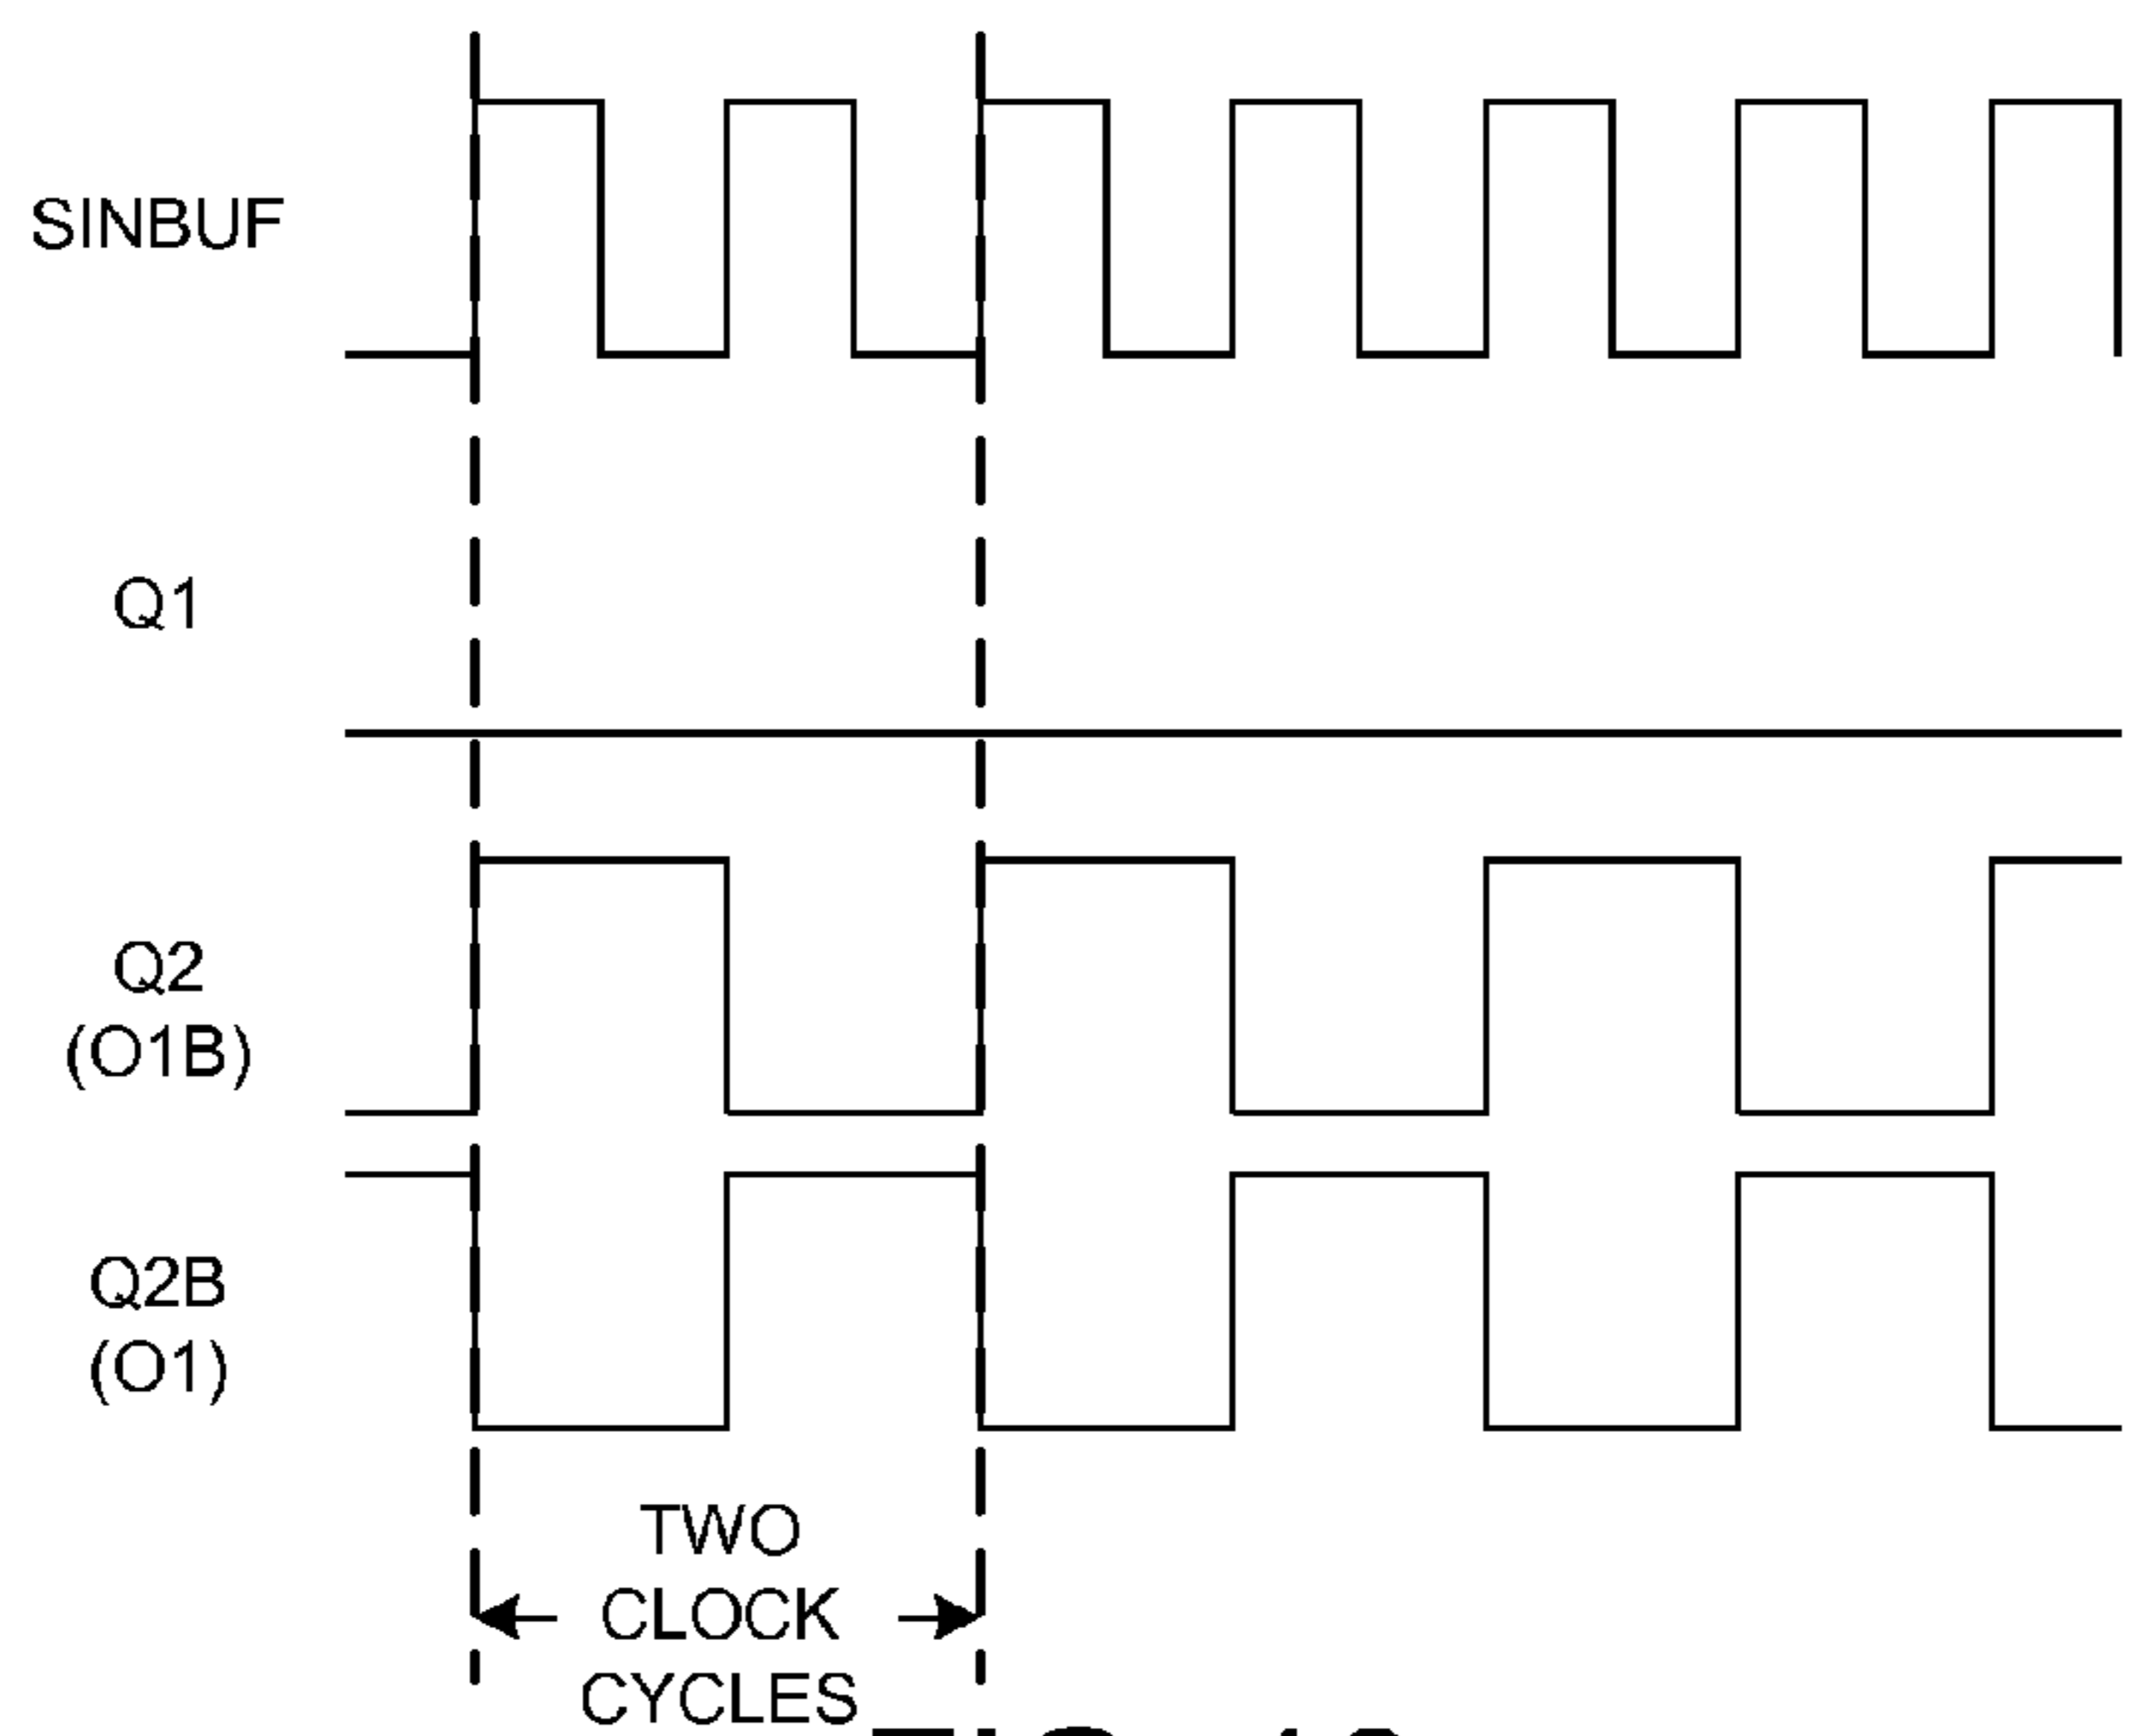 SINBUF
Q1
Q2
(O1B)
Q2B
(O1)
TWO
CLOCK
CYCLES